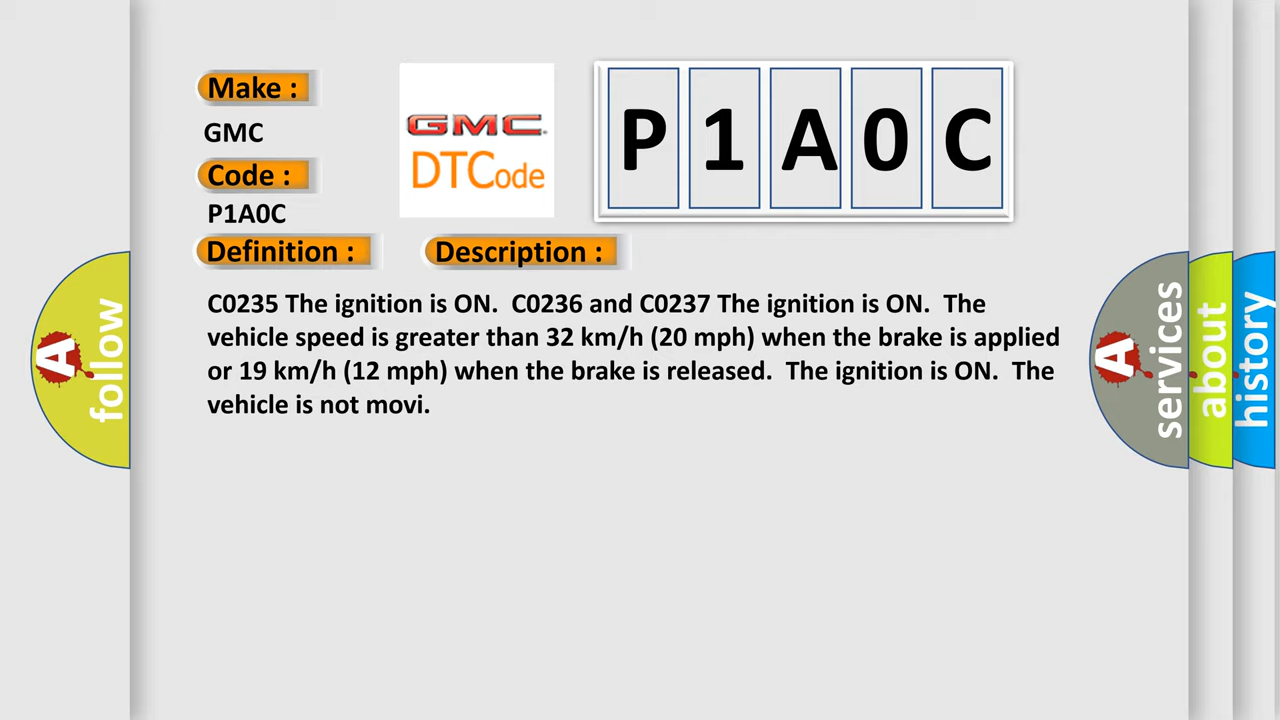 Make :
GMC
Code :
P1A0C
Definition :
Description :
GMC
DTCode
P1A0C
C0235 The ignition is ON. C0236 and C0237 The ignition is ON. The
vehicle speed is greater than 32 km/h (20 mph) when the brake is applied
or 19 km/h (12 mph) when the brake is released. The ignition is ON. The
vehicle is not movi.
A
follow
A
services
about
history